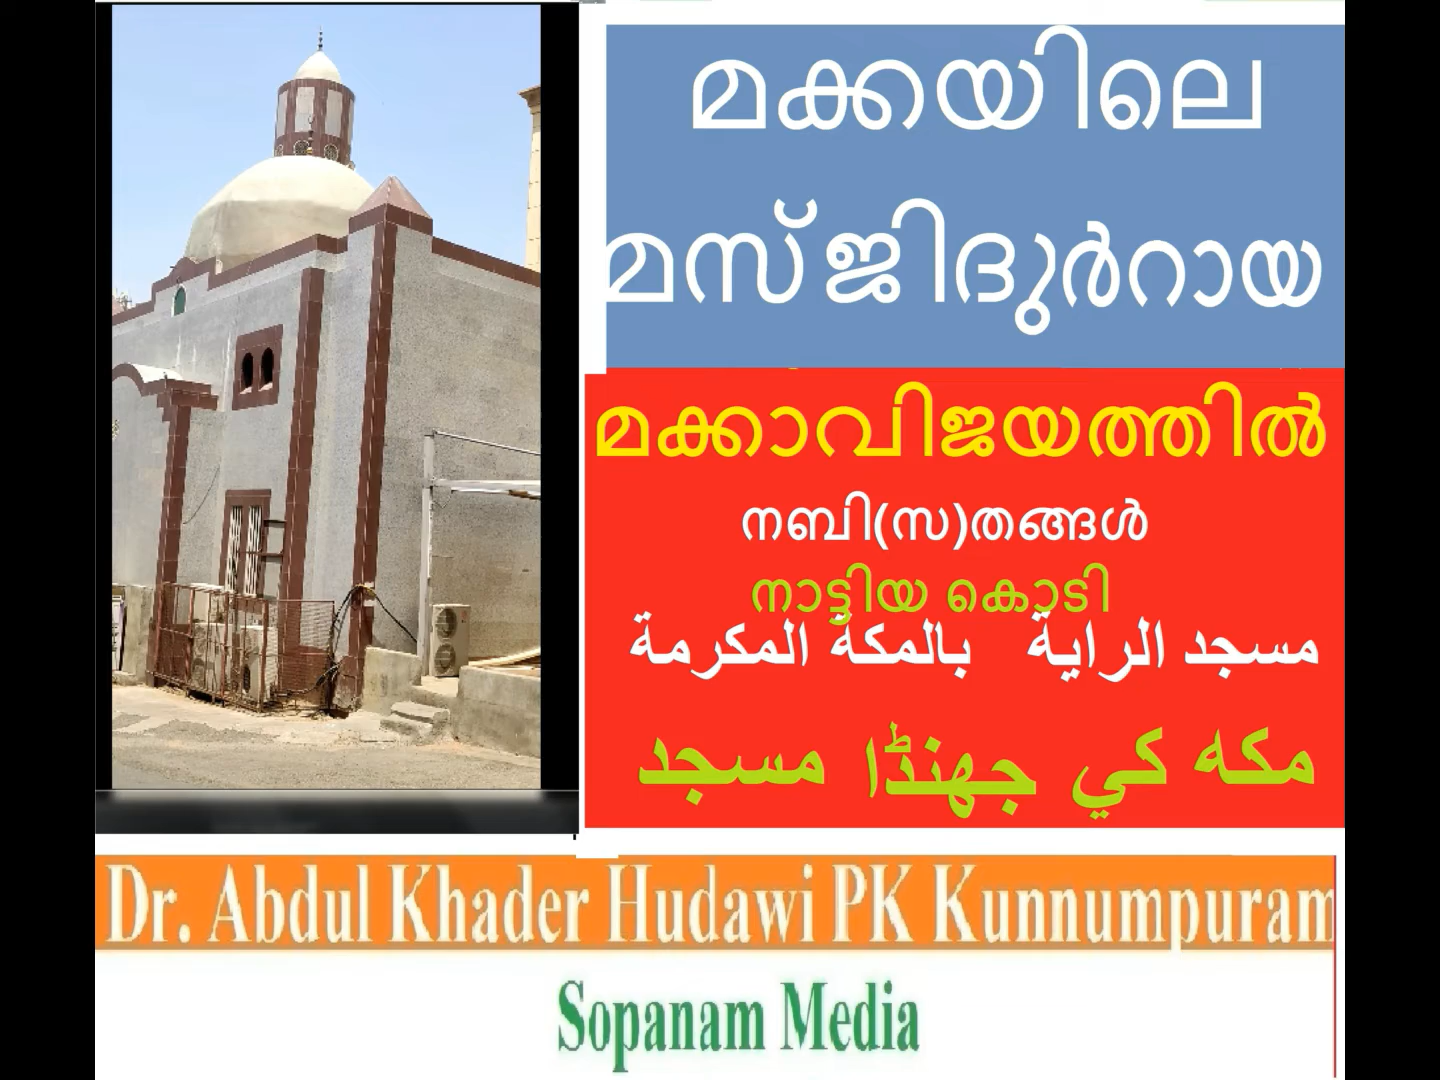 മക്കയിലെ
മസ്ജിദുർറായ
മക്കാവിജയത്തിൽ
നബി(സ)തങ്ങൾ
നാട്ടിയ കൊടി
مسجد الراية بالمكة المكرمة
مكه كي جهنڈا مسجد
Dr. Abdul Khader Hudawi PK Kunnumpuram
Sopanam Media